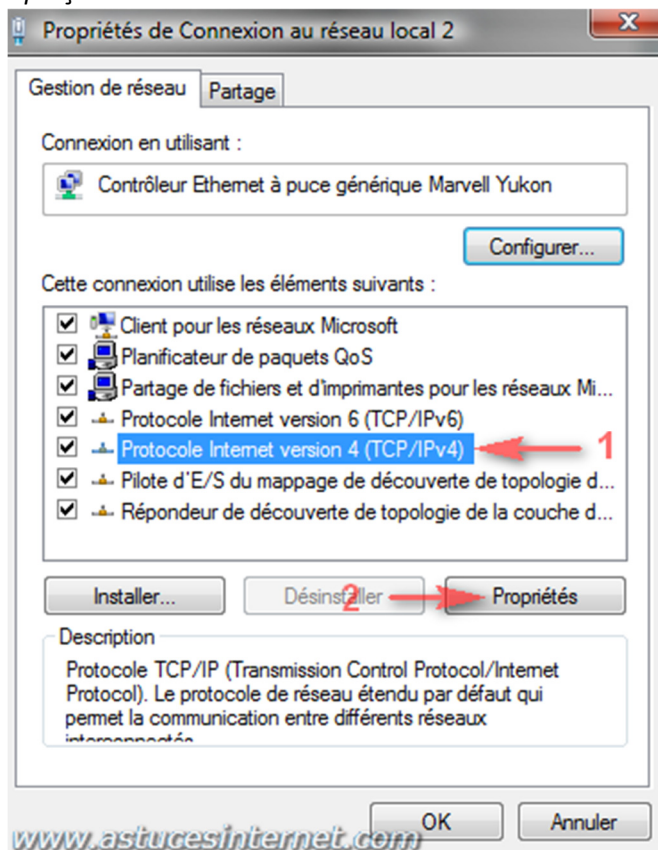 Propriétés de Connexion au réseau local 2
Gestion de réseau Partage
Connexion en utilisant :
Contrôleur Ethernet à puce générique Marvell Yukon
Configurer...
Cette connexion utilise les éléments suivants :
Client pour les réseaux Microsoft
Planificateur de paquets QoS
Partage de fichiers et d'imprimantes pour les réseaux Mi...
Protocole Internet version 6 (TCP/IPv6)
Protocole Internet version 4 (TCP/IPv4) 1
Pilote d'E/S du mappage de découverte de topologie d...
Répondeur de découverte de topologie de la couche d...
Installer... Désinstaller 2 Propriétés
Description
Protocole TCP/IP (Transmission Control Protocol/Internet
Protocol). Le protocole de réseau étendu par défaut qui
permet la communication entre différents réseaux
interconnectés
OK Annuler
www.astucesinternet.com